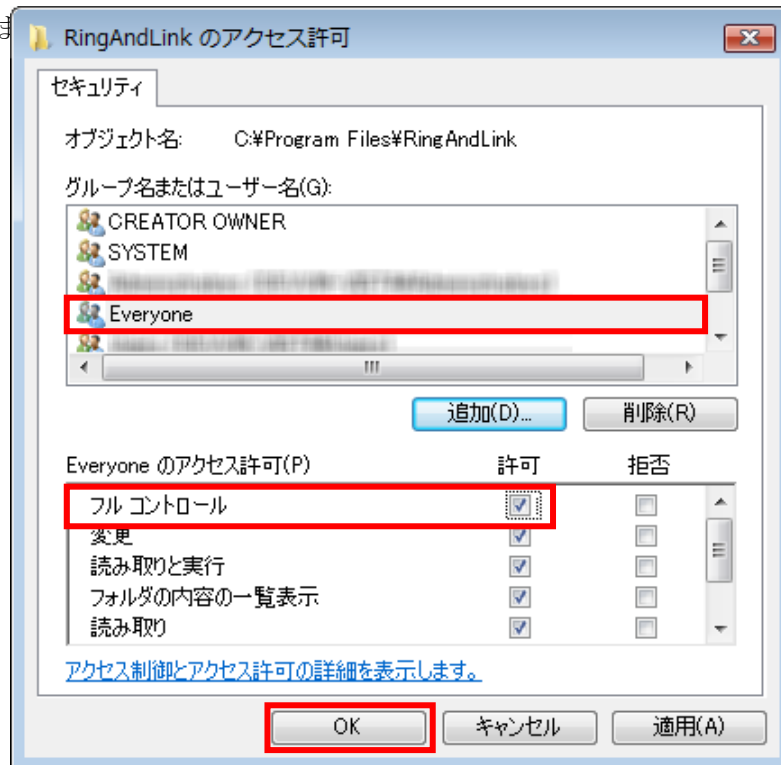 ま
RingAndLink のアクセス許可
セキュリティ
オブジェクト名: C:¥Program Files¥RingAndLink
グループ名またはユーザー名(G):
CREATOR OWNER
SYSTEM
Everyone
追加(D)... 削除(R)
Everyone のアクセス許可(P) 許可 拒否
フル コントロール
変更
読み取りと実行
フォルダの内容の一覧表示
読み取り
アクセス制御とアクセス許可の詳細を表示します。
OK キャンセル 適用(A)